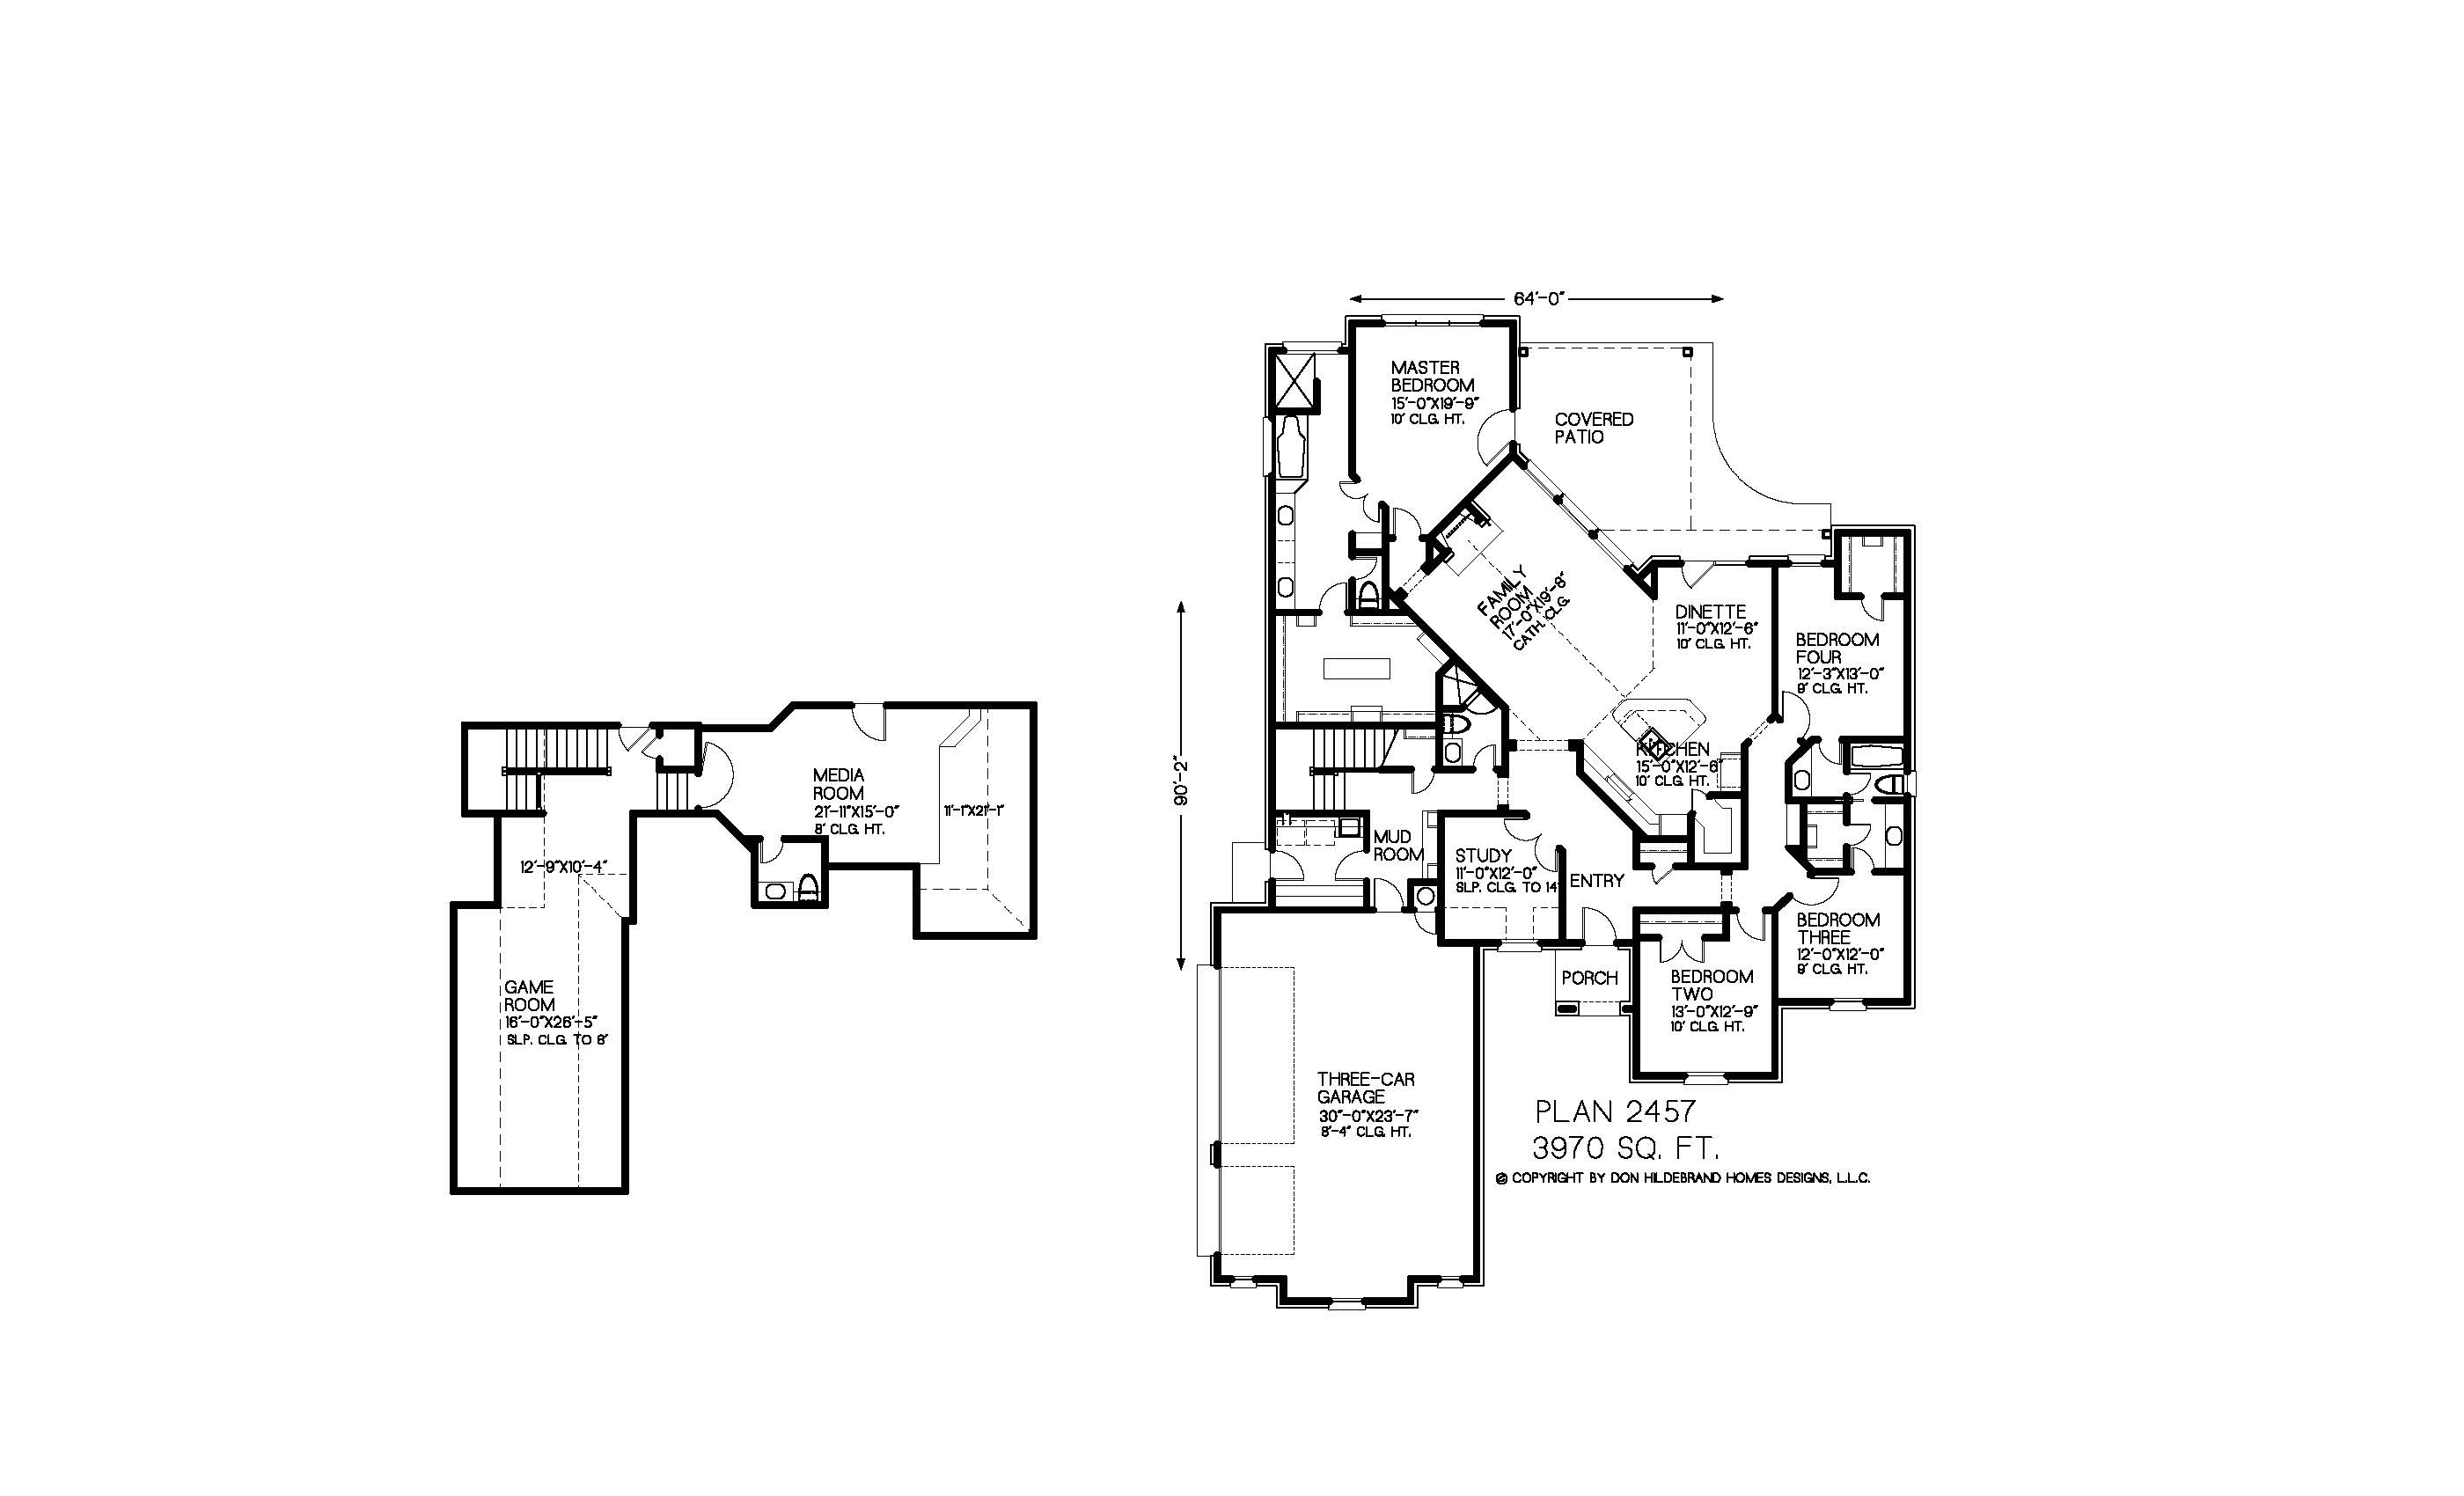 64'-0"
MASTER
BEDROOM
15'-0"X19'-9"
10' CLG. HT.
COVERED
PATIO
FAMILY
ROOM
17'-0"X19'-8"
CATH. CLG.
DINETTE
11'-0"X12'-6"
10' CLG. HT.
BEDROOM
FOUR
12'-3"X13'-0"
9' CLG. HT.
KITCHEN
15'-0"X12'-6"
10' CLG. HT.
90'-2"
MEDIA
ROOM
21'-11"X15'-0"
8' CLG. HT.
11'-1"X21'-1"
12'-9"X10'-4"
GAME
ROOM
16'-0"X26'-5"
SLP. CLG. TO 8'
MUD
ROOM
STUDY
11'-0"X12'-0"
SLP. CLG. TO 14'
ENTRY
PORCH
BEDROOM
THREE
12'-0"X12'-0"
9' CLG. HT.
BEDROOM
TWO
13'-0"X12'-9"
10' CLG. HT.
THREE-CAR
GARAGE
30"-0"X23'-7"
8'-4" CLG. HT.
PLAN 2457
3970 SQ. FT.
© COPYRIGHT BY DON HILDEBRAND HOMES DESIGNS, L.L.C.